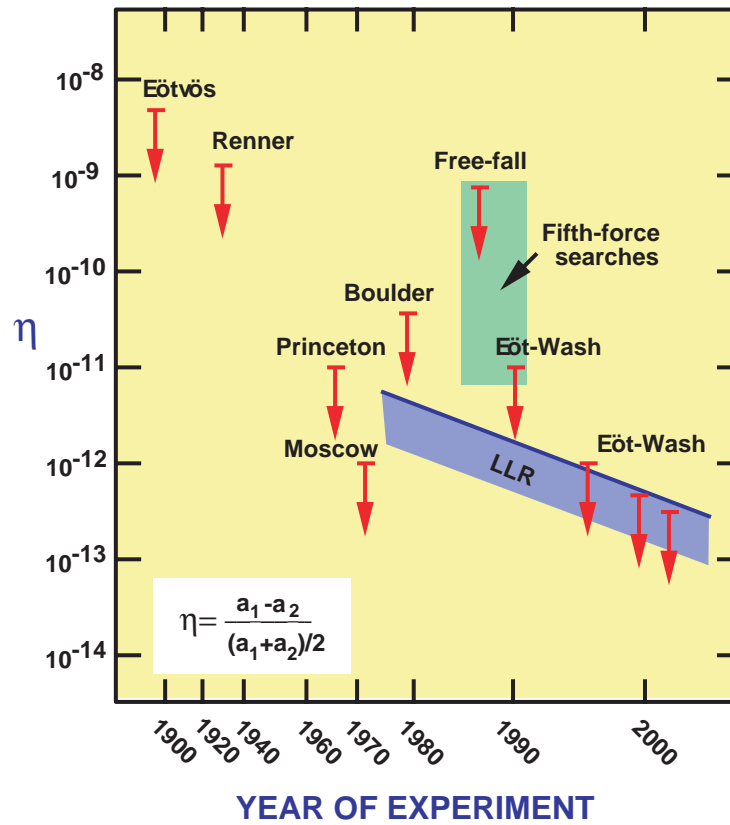 10-8
Eötvös
Renner
Free-fall
10-9
Fifth-force
searches
10-10
Boulder
η
Princeton
Eöt-Wash
10-11
Moscow
LLR
Eöt-Wash
10-12
10-13
η= a1-a2
(a1+a2)/2
10-14
1900
1920
1940
1960
1970
1980
1990
2000
YEAR OF EXPERIMENT